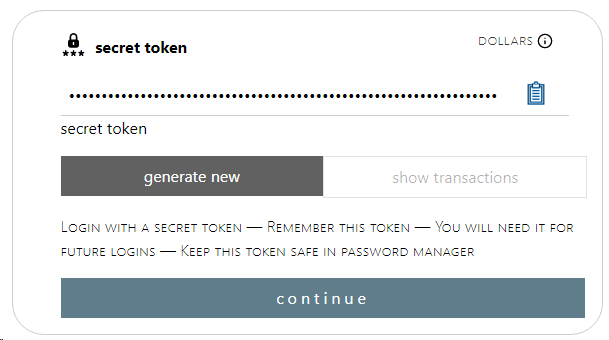 secret token
DOLLARS
secret token
generate new
show transactions
LOGIN WITH A SECRET TOKEN — REMEMBER THIS TOKEN — YOU WILL NEED IT FOR
FUTURE LOGINS — KEEP THIS TOKEN SAFE IN PASSWORD MANAGER
continue